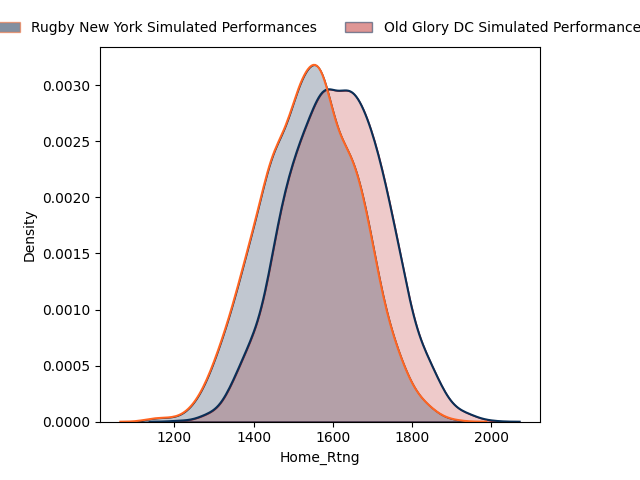 Rugby New York Simulated Performances Old Glory DC Simulated Performance
0.0030
0.0025
0.0020
0.0015
0.0010
0.0005
0.0000
Density
1200 1400 1600 1800 2000
Home_Rtng